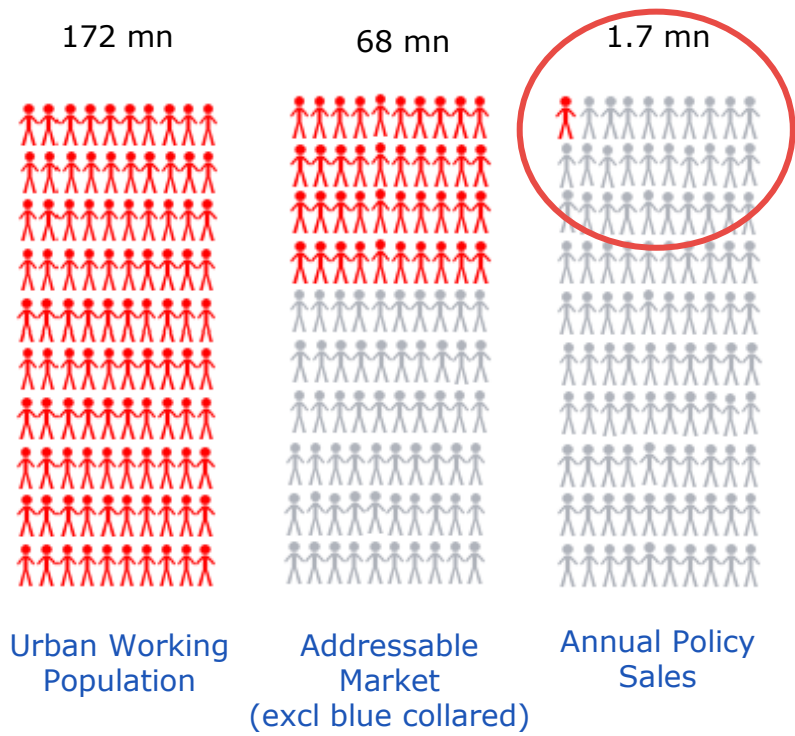 172 mn
68 mn
1.7 mn
Urban Working
Population
Addressable
Market
(excl blue collared)
Annual Policy
Sales